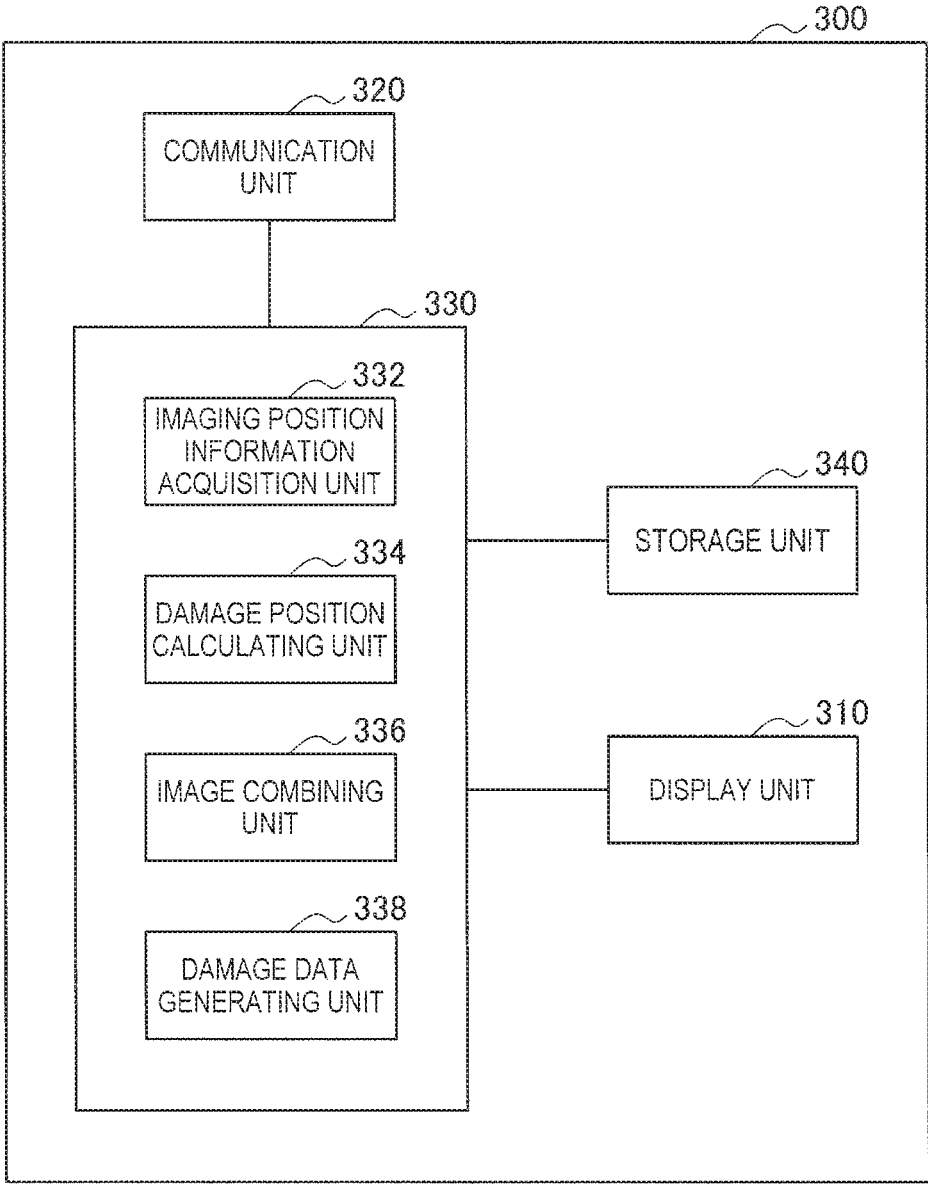 300
320
COMMUNICATION
UNIT
330
332
IMAGING POSITION
INFORMATION
ACQUISITION UNIT
340
STORAGE UNIT
334
DAMAGE POSITION
CALCULATING UNIT
310
DISPLAY UNIT
336
IMAGE COMBINING
UNIT
338
DAMAGE DATA
GENERATING UNIT